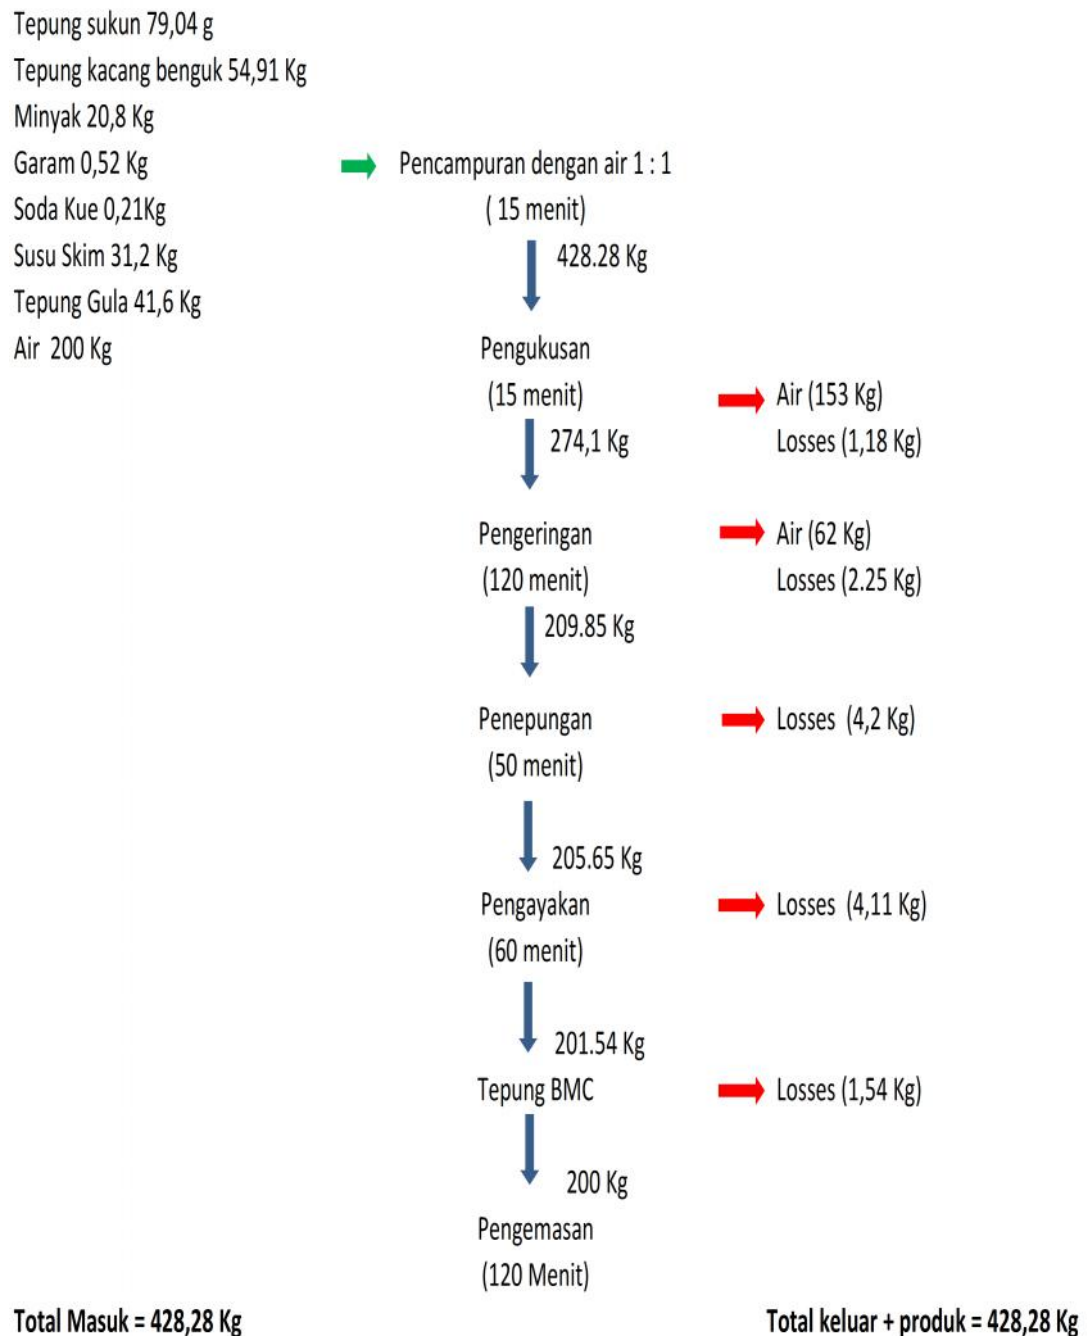 Tepung sukun 79,04 g
Tepung kacang benguk 54,91 Kg
Minyak 20,8 Kg
Garam 0,52 Kg
Soda Kue 0,21Kg
Susu Skim 31,2 Kg
Tepung Gula 41,6 Kg
Air 200 Kg
Pencampuran dengan air 1 : 1
( 15 menit)
428.28 Kg
Pengukusan
(15 menit)
Air (153 Kg)
Losses (1,18 Kg)
274,1 Kg
Pengeringan
(120 menit)
Air (62 Kg)
Losses (2.25 Kg)
209.85 Kg
Penepungan
(50 menit)
Losses (4,2 Kg)
205.65 Kg
Pengayakan
(60 menit)
Losses (4,11 Kg)
201.54 Kg
Tepung BMC
Losses (1,54 Kg)
200 Kg
Pengemasan
(120 Menit)
Total Masuk = 428,28 Kg
Total keluar + produk = 428,28 Kg